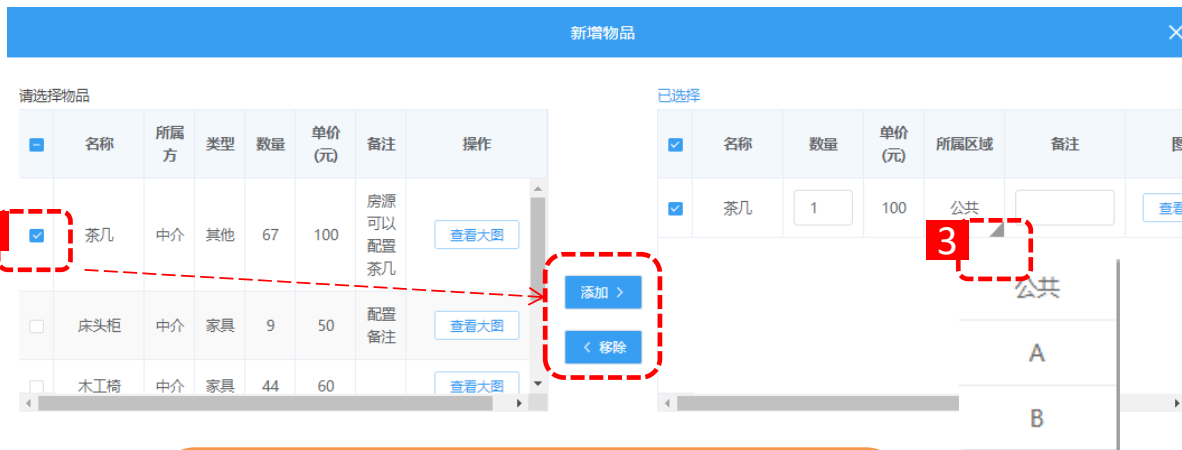 新增物品
请选择物品
名称 所属方 类型 数量 单价(元) 备注 操作
茶几 中介 其他 67 100 房源可以配置茶几 查看大图
床头柜 中介 家具 9 50 配置备注 查看大图
木工椅 中介 家具 44 60 查看大图
添加 >
< 移除
已选择
名称 数量 单价(元) 所属区域 备注
茶几 1 100 公共 查看
3
公共
A
B